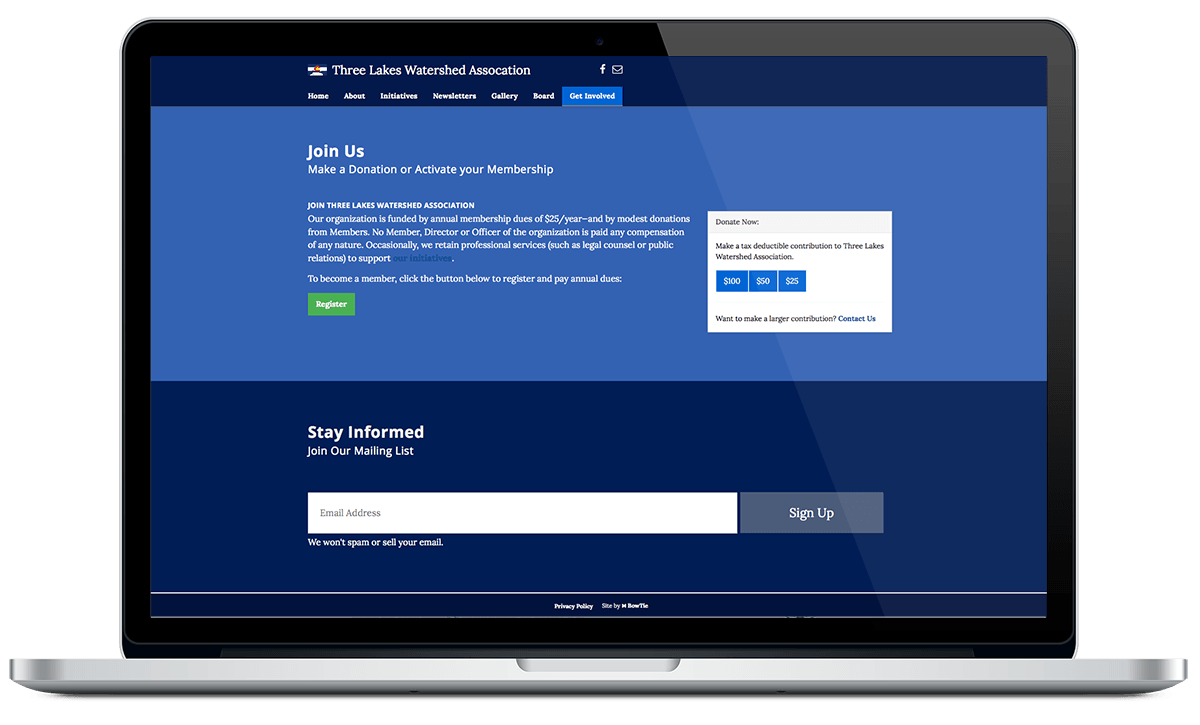 Three Lakes Watershed Assocation
Home About Initiatives Newsletters Gallery Board Get Involved
Join Us
Make a Donation or Activate your Membership
JOIN THREE LAKES WATERSHED ASSOCIATION
Our organization is funded by annual membership dues of $25/year—and by modest donations
from Members. No Member, Director or Officer of the organization is paid any compensation
of any nature. Occasionally, we retain professional services (such as legal counsel or public
relations) to support our initiatives.
To become a member, click the button below to register and pay annual dues:
Register
Donate Now:
Make a tax deductible contribution to Three Lakes
Watershed Association.
$100 $50 $25
Want to make a larger contribution? Contact Us
Stay Informed
Join Our Mailing List
Email Address
Sign Up
We won't spam or sell your email.
Privacy Policy Site by BowTie